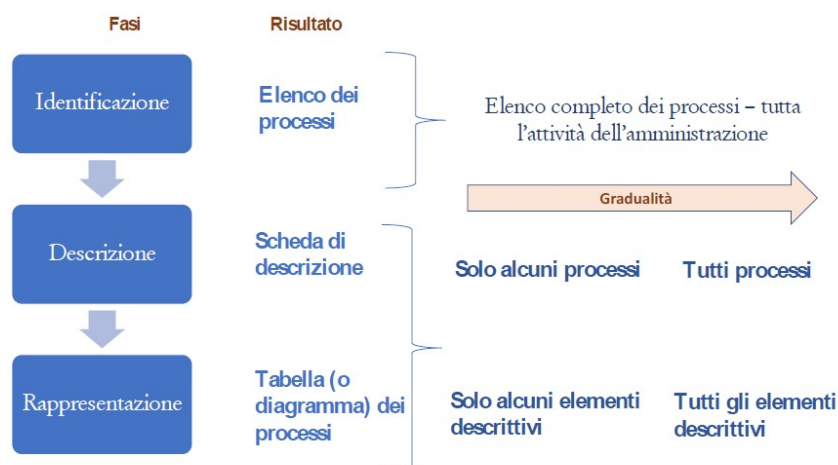 Fasi
Risultato
Identificazione
Elenco dei
processi
Elenco completo dei processi – tutta
l'attività dell'amministrazione
Gradualità
Descrizione
Scheda di
descrizione
Solo alcuni processi
Tutti processi
Rappresentazione
Tabella (o
diagramma) dei
processi
Solo alcuni elementi
descrittivi
Tutti gli elementi
descrittivi